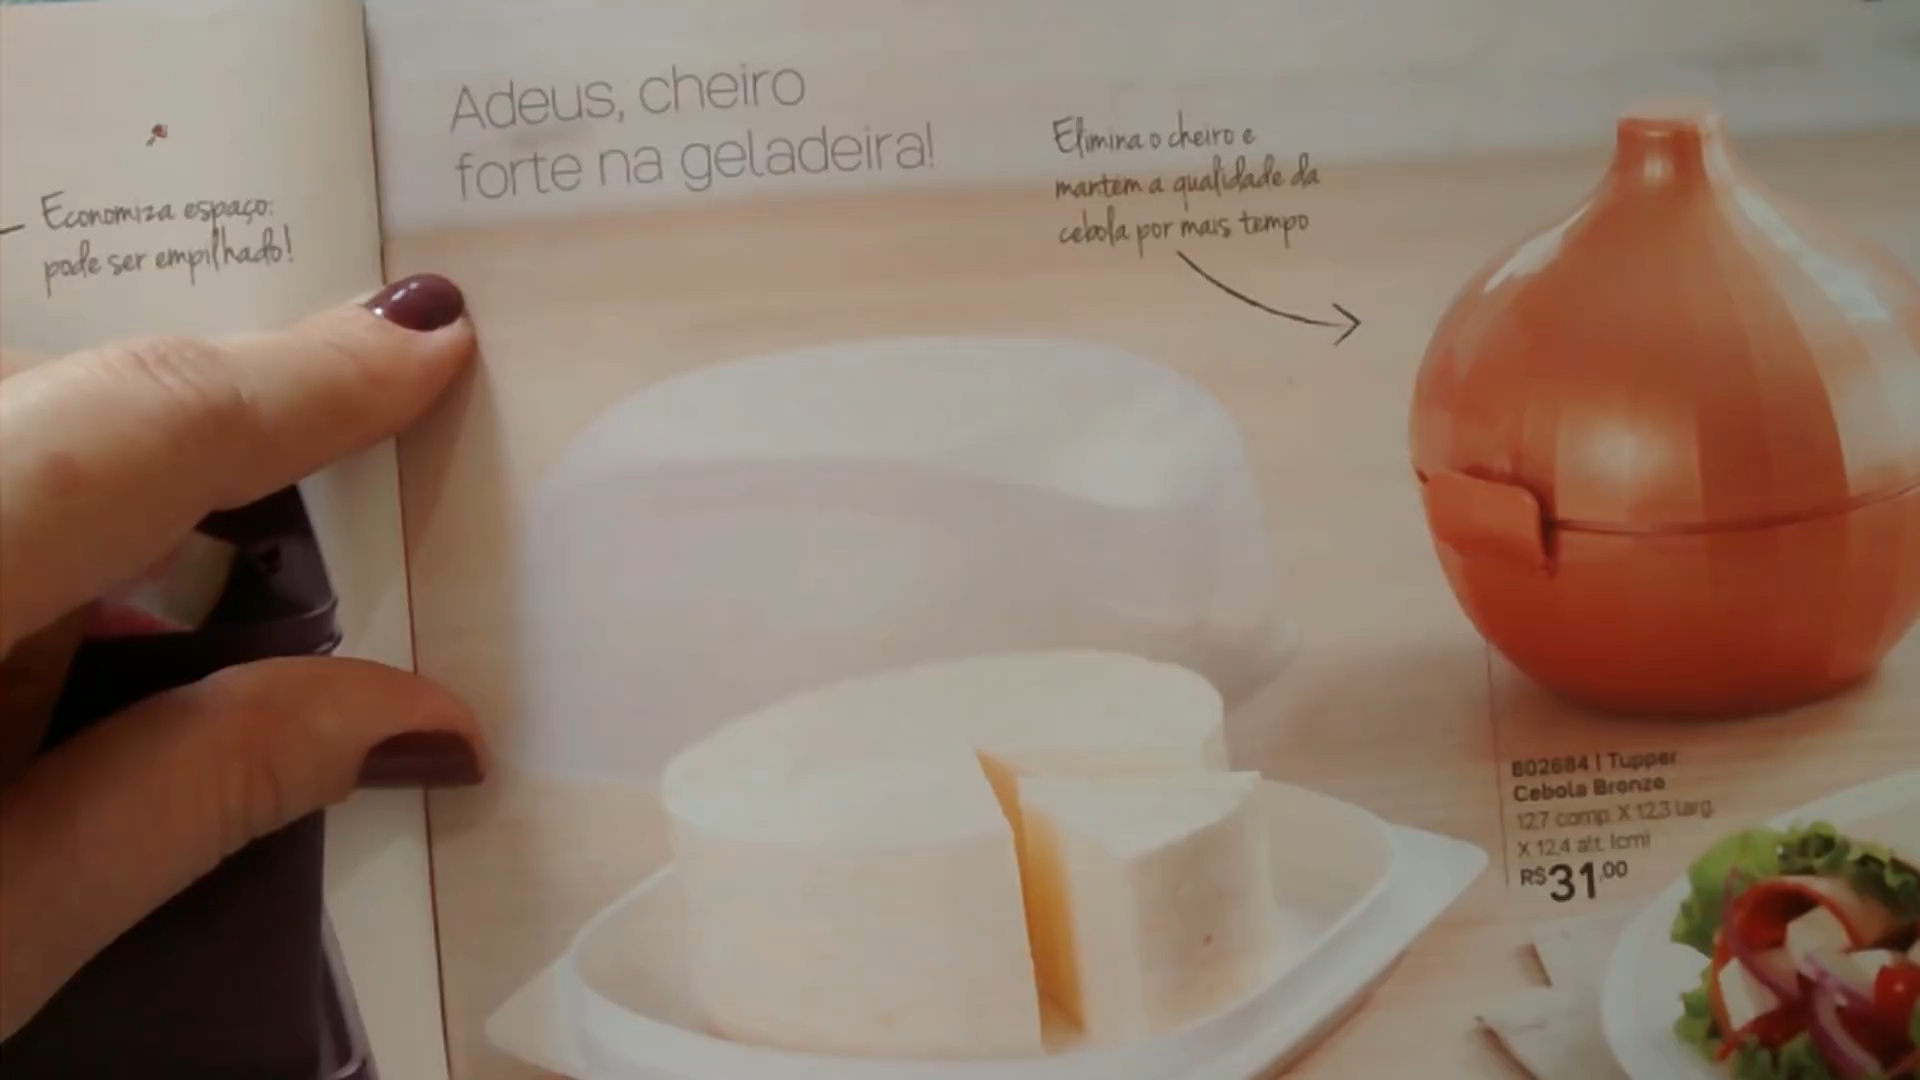 Economiza espaço:
pode ser empilhado!
Adeus, cheiro
forte na geladeira!
Elimina o cheiro e
mantém a qualidade da
cebola por mais tempo
802684 | Tupper
Cebola Bronze
12,7 comp. X 12,3 larg.
X 12,4 alt. (cm)
R$31,00